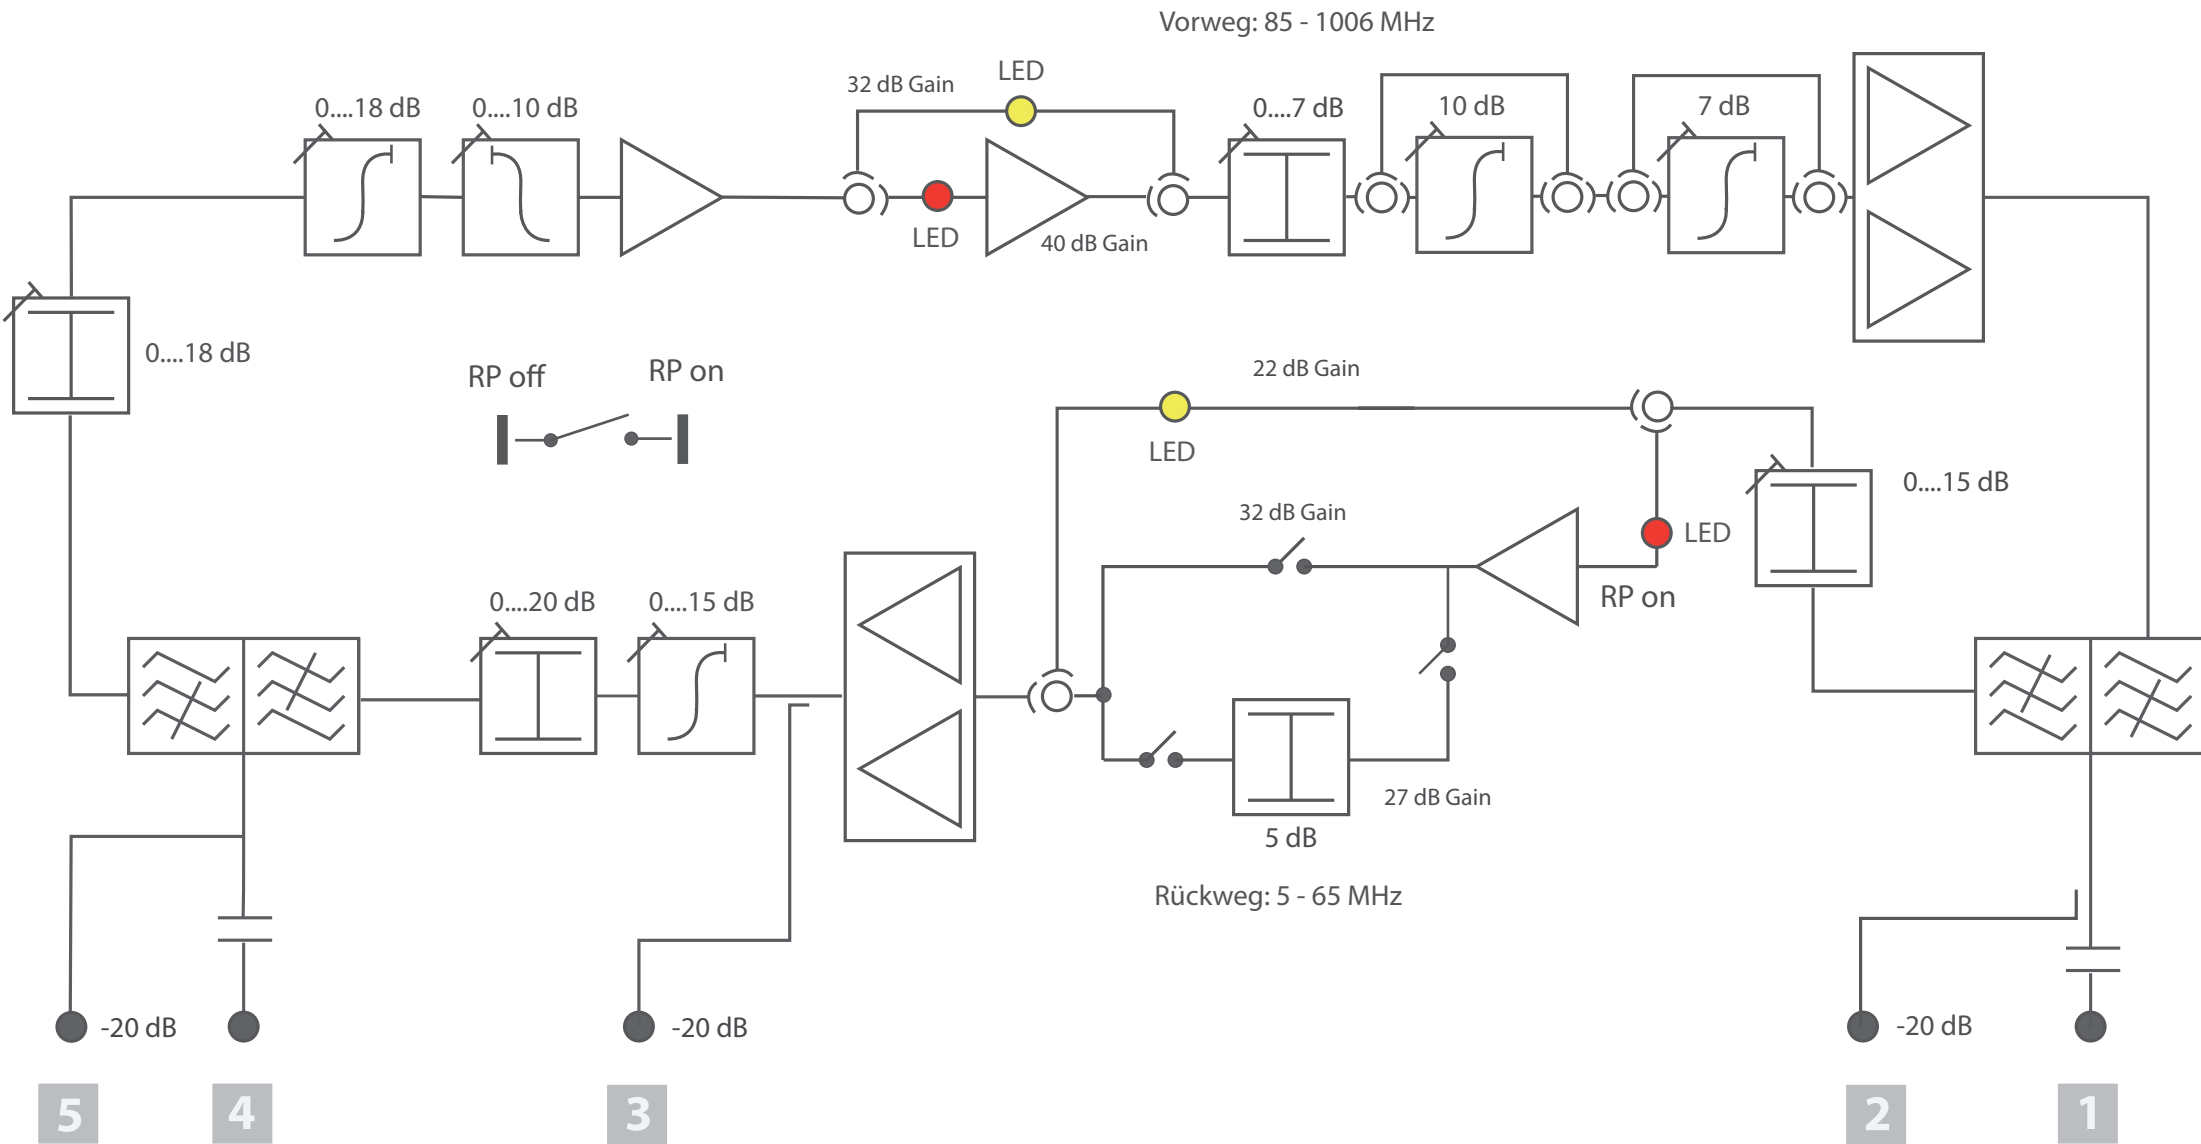 Vorweg: 85 - 1006 MHz
LED
32 dB Gain
0....18 dB
0....10 dB
0....7 dB
10 dB
7 dB
LED
40 dB Gain
0....18 dB
RP off
RP on
22 dB Gain
LED
0....15 dB
32 dB Gain
LED
RP on
0....20 dB
0....15 dB
27 dB Gain
5 dB
Rückweg: 5 - 65 MHz
-20 dB
-20 dB
-20 dB
5
4
3
2
1